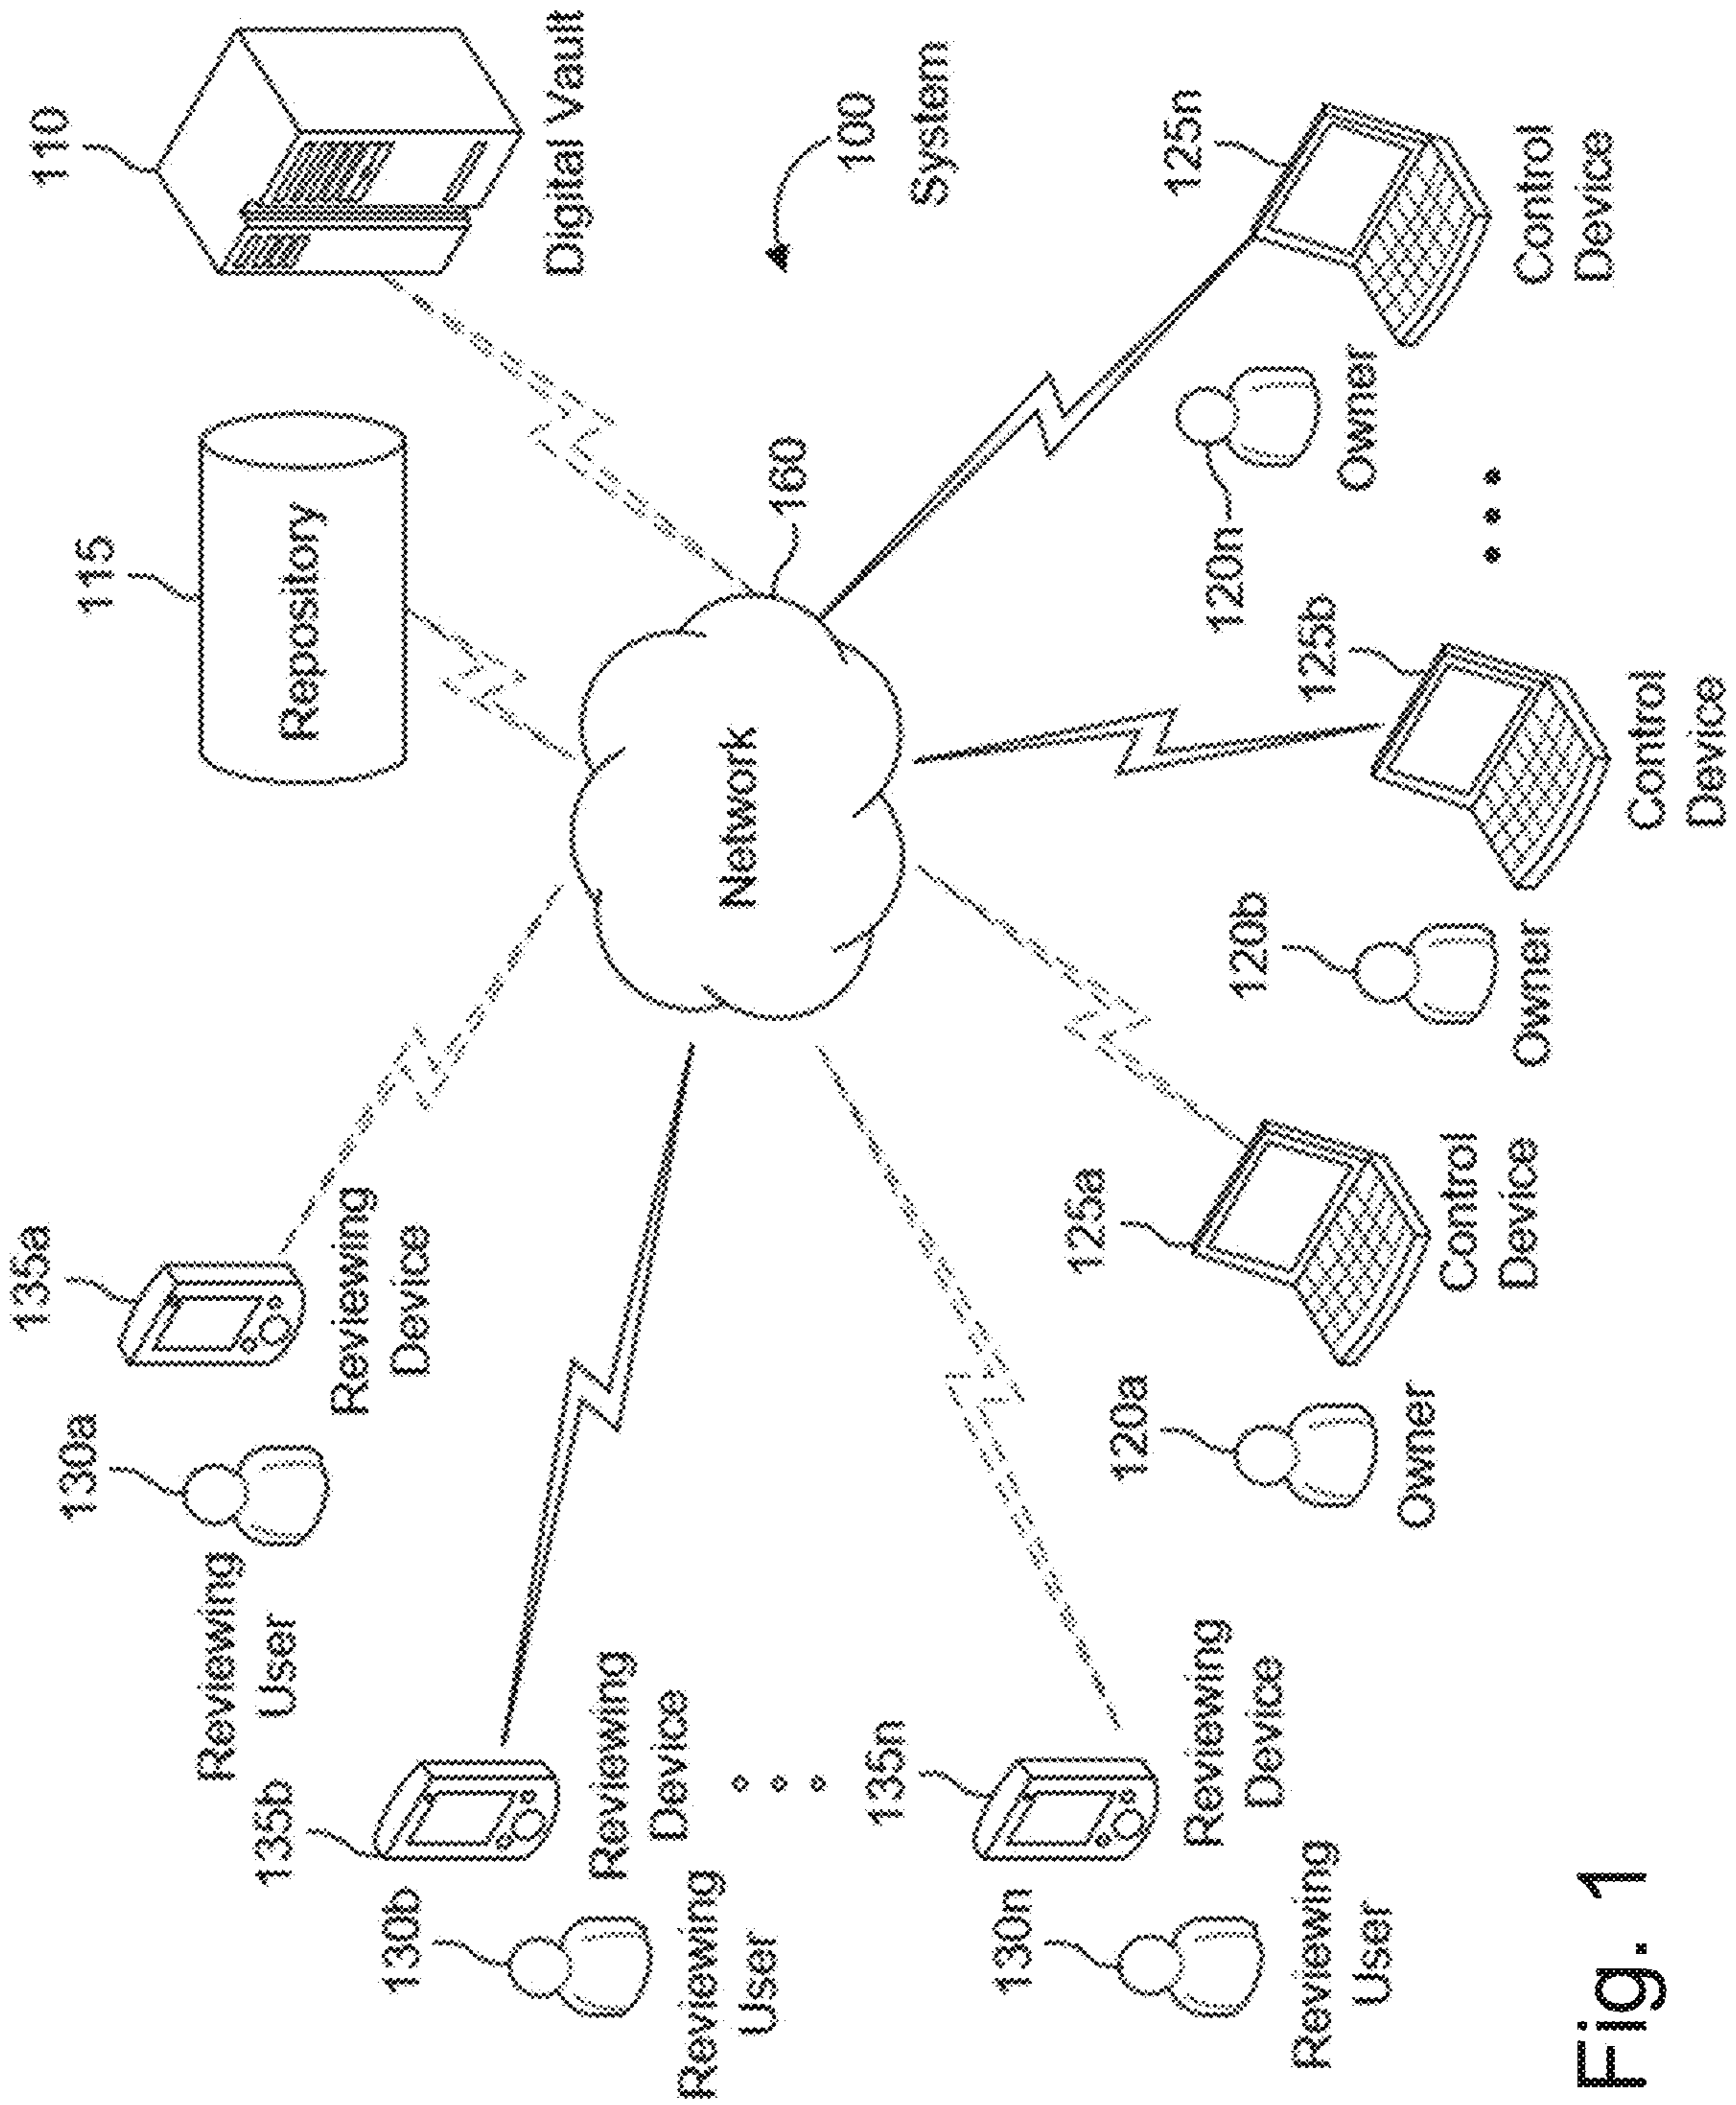 135a
130a
Reviewing
User
Reviewing
Device
115
Repository
110
Digital Vault
135b
130b
Reviewing
Device
Reviewing
User
Network
160
100
System
135n
130n
Reviewing
Device
Reviewing
User
120a
Owner
125a
Control
Device
120b
Owner
125b
Control
Device
120n
Owner
125n
Control
Device
Fig. 1